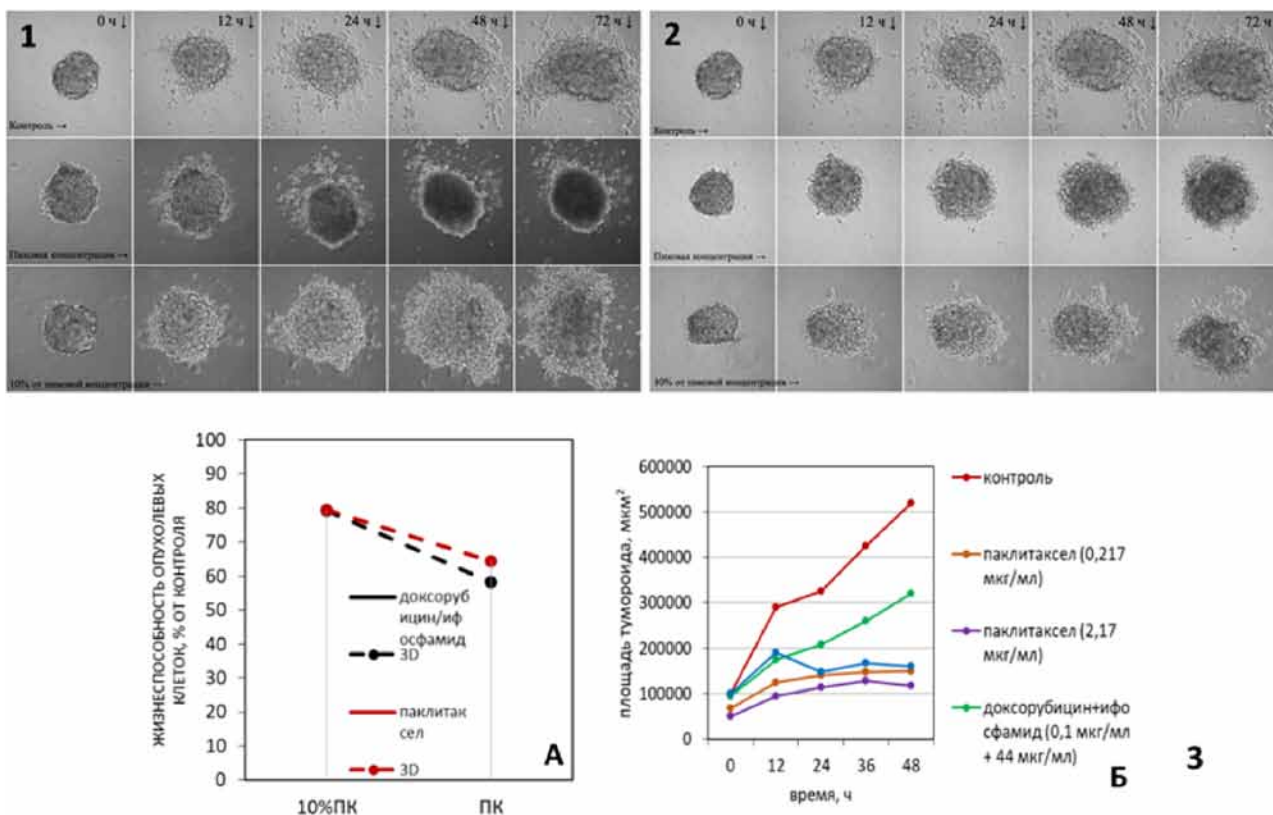 1
0 ч ↓
12 ч ↓
24 ч ↓
48 ч ↓
72 ч ↓
Контроль →
Пиковая концентрация →
10% от пиковой концентрации →
2
0 ч ↓
12 ч ↓
24 ч ↓
48 ч ↓
72 ч
Контроль →
Пиковая концентрация →
10% от пиковой концентрации →
ЖИЗНЕСПОСОБНОСТЬ ОПУХОЛЕВЫХ
КЛЕТОК, % ОТ КОНТРОЛЯ
100
90
80
70
60
50
40
30
20
10
0
10%ПК
ПК
доксоруб
ицин/иф
осфамид
3D
паклитак
сел
3D
А
площадь тумороида, мкм²
600000
500000
400000
300000
200000
100000
0
0
12
24
36
48
время, ч
контроль
паклитаксел (0,217
мкг/мл)
паклитаксел (2,17
мкг/мл)
доксорубицин+ифо
сфамид (0,1 мкг/мл
+ 44 мкг/мл)
Б
3